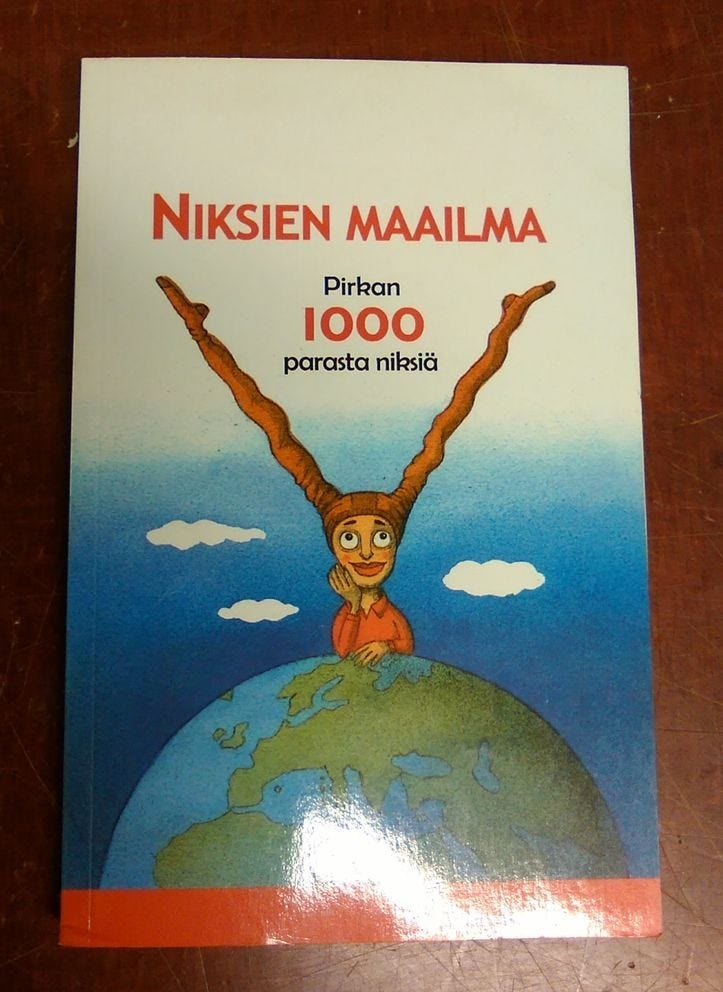 NIKSIEN MAAILMA
Pirkan
1000
parasta niksiä